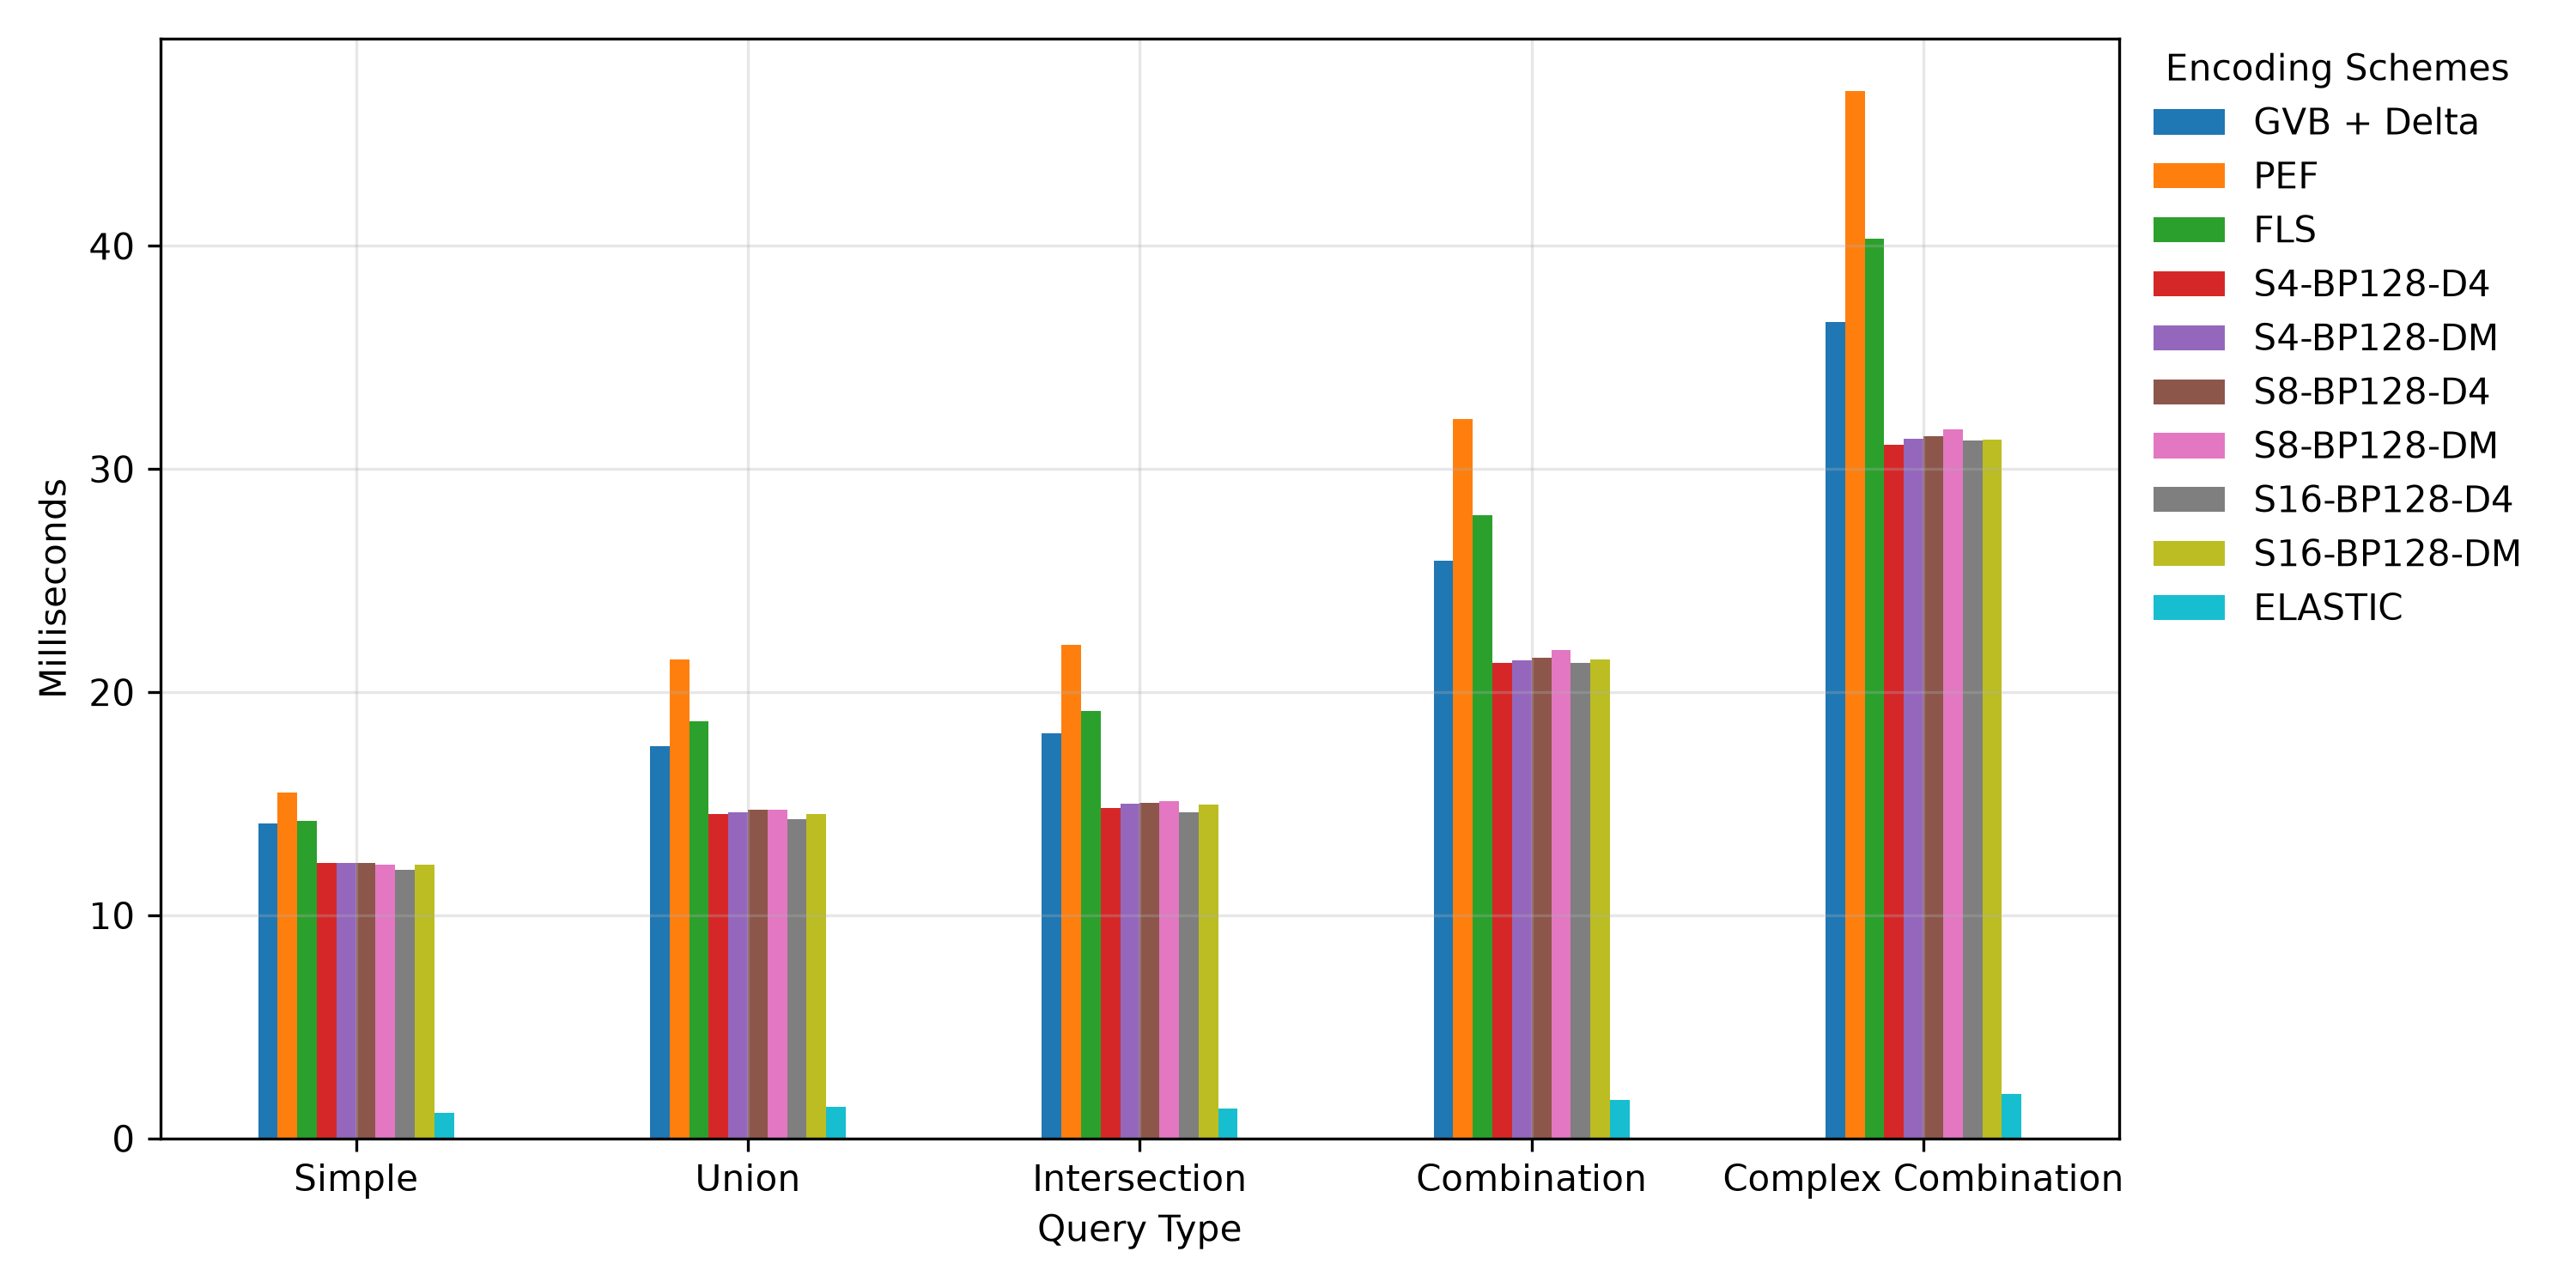 Encoding Schemes
GVB + Delta
PEF
FLS
S4-BP128-D4
S4-BP128-DM
S8-BP128-D4
S8-BP128-DM
S16-BP128-D4
S16-BP128-DM
ELASTIC
Milliseconds
40
30
20
10
0
Simple
Union
Intersection
Combination
Complex Combination
Query Type